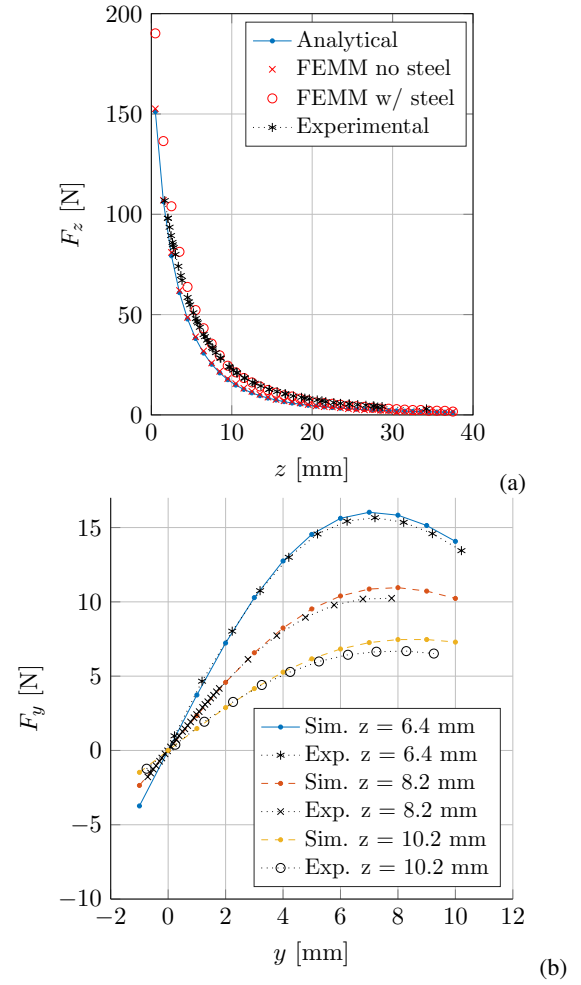 200
150
100
50
0
F_z [N]
Analytical
FEMM no steel
FEMM w/ steel
Experimental
0 10 20 30 40
z [mm]
(a)
15
10
5
0
−5
−10
F_y [N]
Sim. z = 6.4 mm
Exp. z = 6.4 mm
Sim. z = 8.2 mm
Exp. z = 8.2 mm
Sim. z = 10.2 mm
Exp. z = 10.2 mm
−2 0 2 4 6 8 10 12
y [mm]
(b)